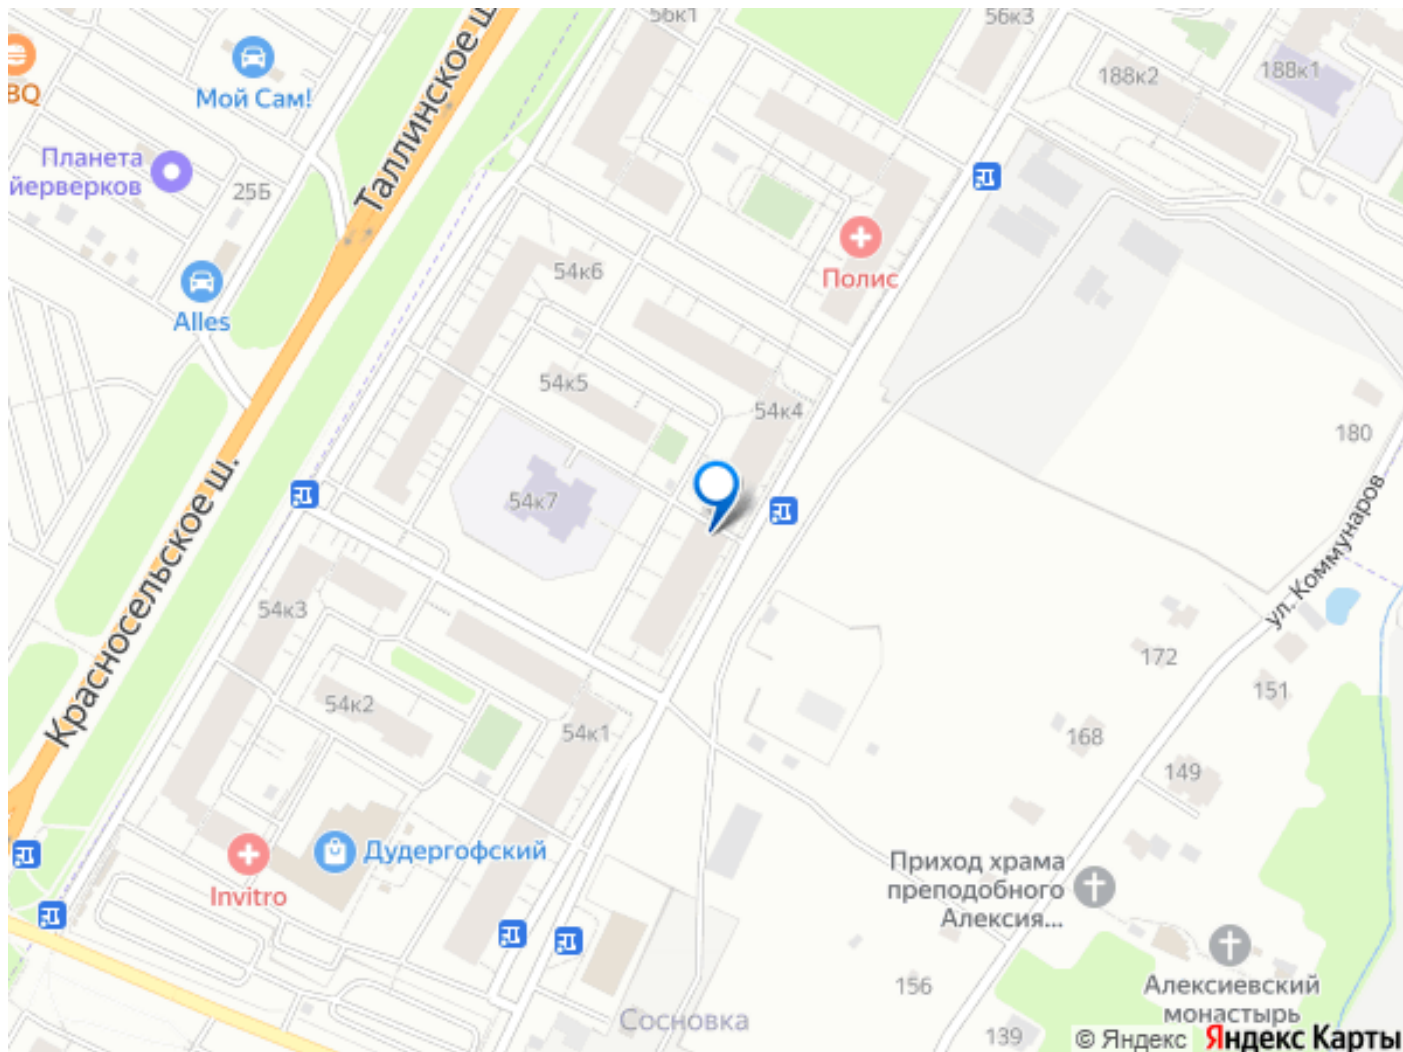 56к1
56к3
188к2
188к1
BQ
Мой Сам!
Таллинское ш.
Планета
йерверков
25Б
Полис
54к6
Alles
54к5
54к4
180
54к7
Красносельское ш.
ул. Коммунаров
54к3
172
151
54к2
54к1
168
149
Дудергофский
Invitro
Приход храма
преподобного
Алексия...
156
Алексиевский
монастырь
Сосновка
139
© Яндекс Яндекс Карты